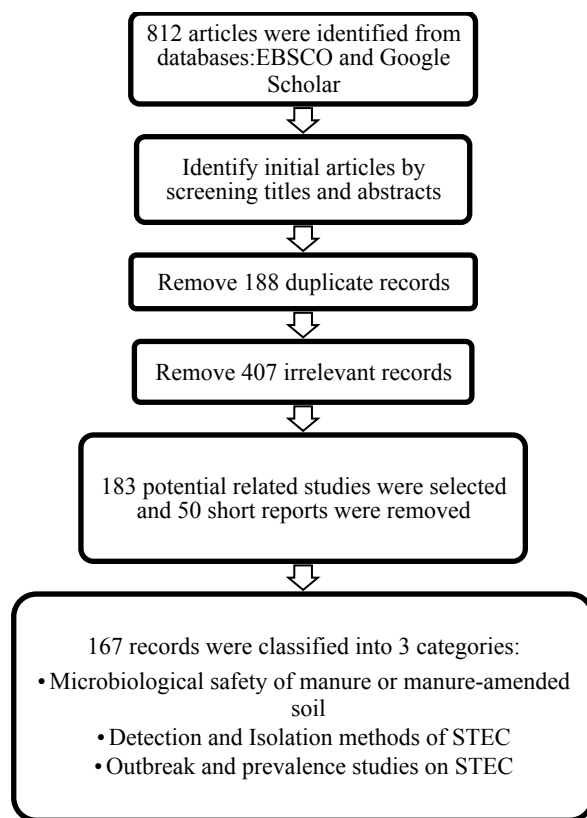 812 articles were identified from
databases:EBSCO and Google
Scholar
Identify initial articles by
screening titles and abstracts
Remove 188 duplicate records
Remove 407 irrelevant records
183 potential related studies were selected
and 50 short reports were removed
167 records were classified into 3 categories:
• Microbiological safety of manure or manure-amended
soil
• Detection and Isolation methods of STEC
• Outbreak and prevalence studies on STEC